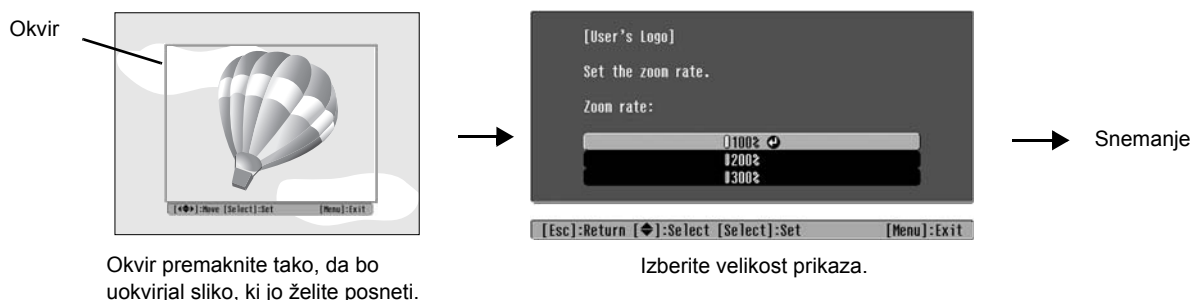 Okvir
[User's Logo]
Set the zoom rate.
Zoom rate:
100%
200%
300%
Snemanje
[ ]:Move [Select]:Set [Menu]:Exit
[Esc]:Return [ ]:Select [Select]:Set [Menu]:Exit
Okvir premaknite tako, da bo
uokvirjal sliko, ki jo želite posneti.
Izberite velikost prikaza.